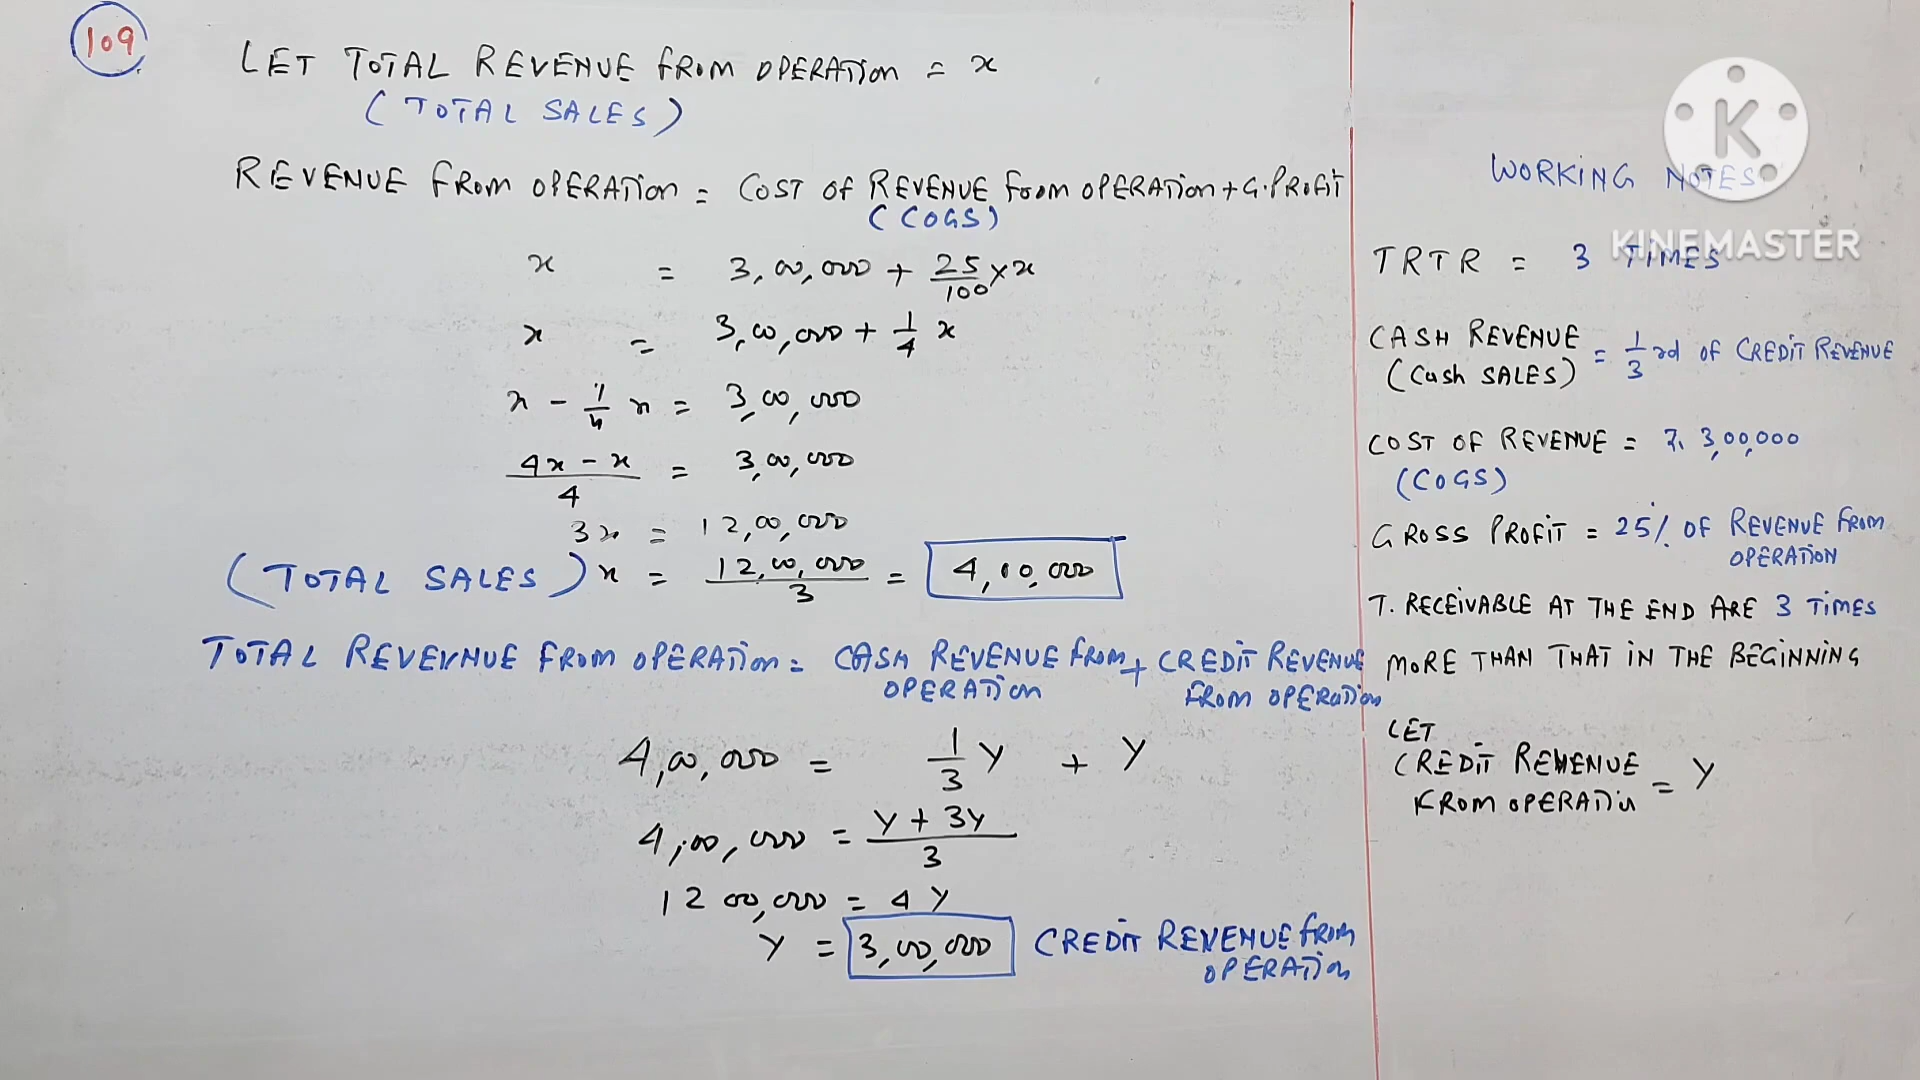 109
LET TOTAL REVENUE FROM OPERATION = x
(TOTAL SALES)
REVENUE FROM OPERATION = COST OF REVENUE FROM OPERATION + G.PROFIT
(COGS)
x = 3,00,000 + 25/100 × x
x = 3,00,000 + 1/4 x
x - 1/4 x = 3,00,000
4x - x / 4 = 3,00,000
3x = 12,00,000
(TOTAL SALES) x = 12,00,000 / 3 = 4,00,000
TOTAL REVEVNUE FROM OPERATION = CASH REVENUE FROM + CREDIT REVENUE
OPERATION FROM OPERATION
4,00,000 = 1/3 Y + Y
4,00,000 = Y + 3Y / 3
12 00,000 = 4Y
Y = 3,00,000 CREDIT REVENUE FROM
OPERATION
WORKING NOTES
K
KINEMASTER
TRTR = 3 TIMES
CASH REVENUE = 1/3 rd OF CREDIT REVENUE
(Cash SALES)
COST OF REVENUE = ₹. 3,00,000
(COGS)
GROSS PROFIT = 25% OF REVENUE FROM
OPERATION
T. RECEIVABLE AT THE END ARE 3 TIMES
MORE THAN THAT IN THE BEGINNING
LET
CREDIT REVENUE = Y
FROM OPERATION